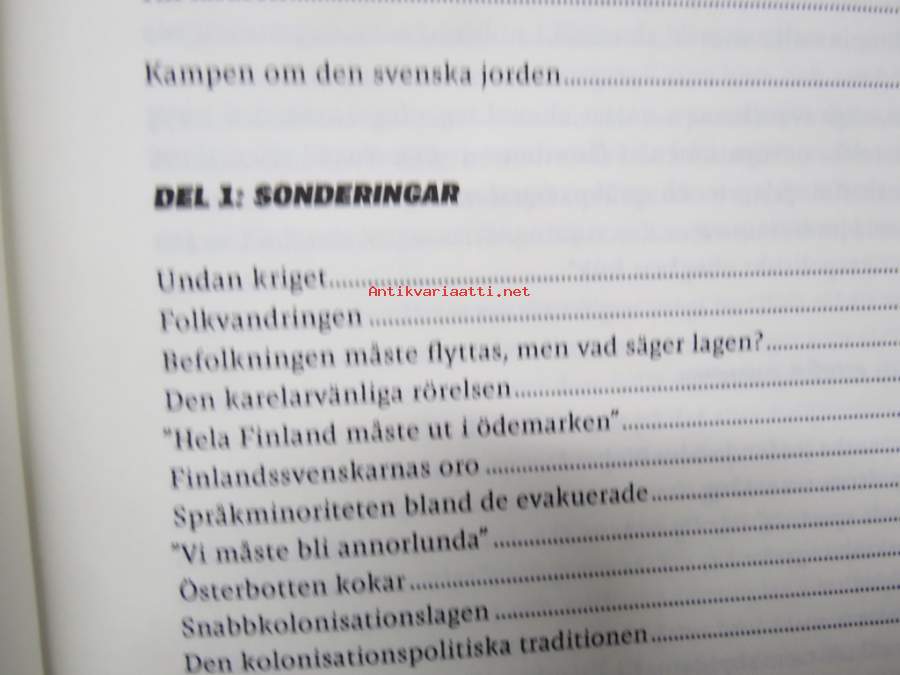 Kampen om den svenska jorden
DEL 1: SONDERINGAR
Undan kriget
Antikvariaatti.net
Folkvandringen
Befolkningen måste flyttas, men vad säger lagen?
Den karelarvänliga rörelsen
"Hela Finland måste ut i ödemarken"
Finlandssvenskarnas oro
Språkminoriteten bland de evakuerade
"Vi måste bli annorlunda"
Österbotten kokar
Snabbkolonisationslagen
Den kolonisationspolitiska traditionen